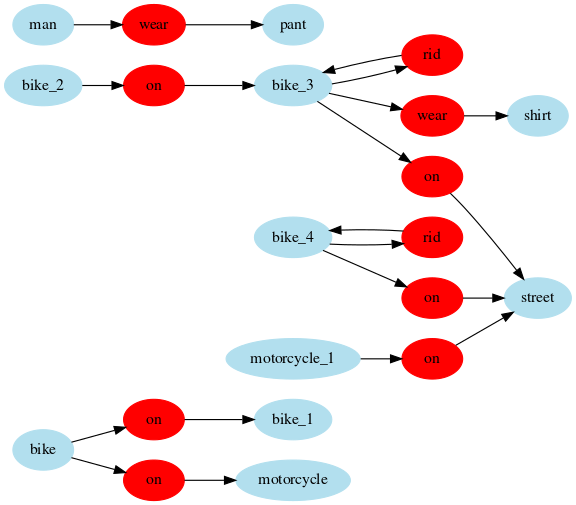 man wear pant
rid
bike_2 on bike_3
wear shirt
on
bike_4 rid
on street
motorcycle_1 on
on bike_1
bike
on motorcycle